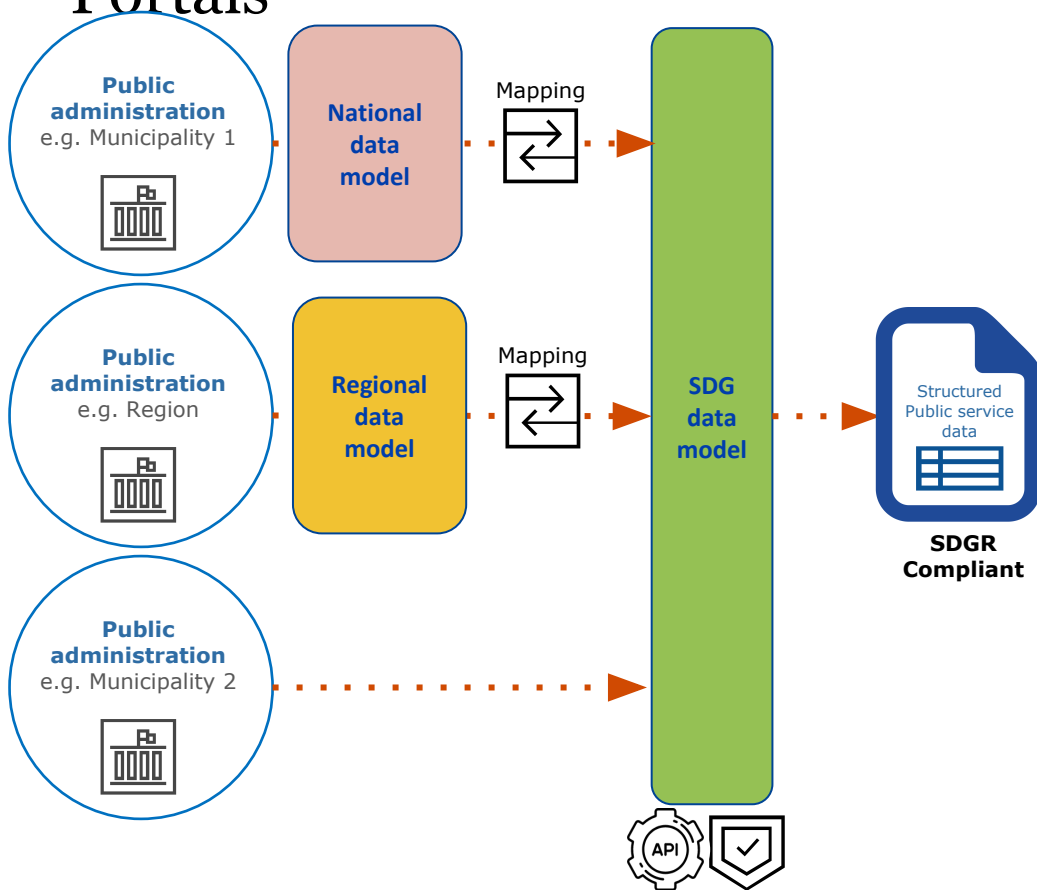 Portals
Public
administration
e.g. Municipality 1
National
data
model
Mapping
Public
administration
e.g. Region
Regional
data
model
Mapping
SDG
data
model
Structured
Public service
data
SDGR
Compliant
Public
administration
e.g. Municipality 2
API